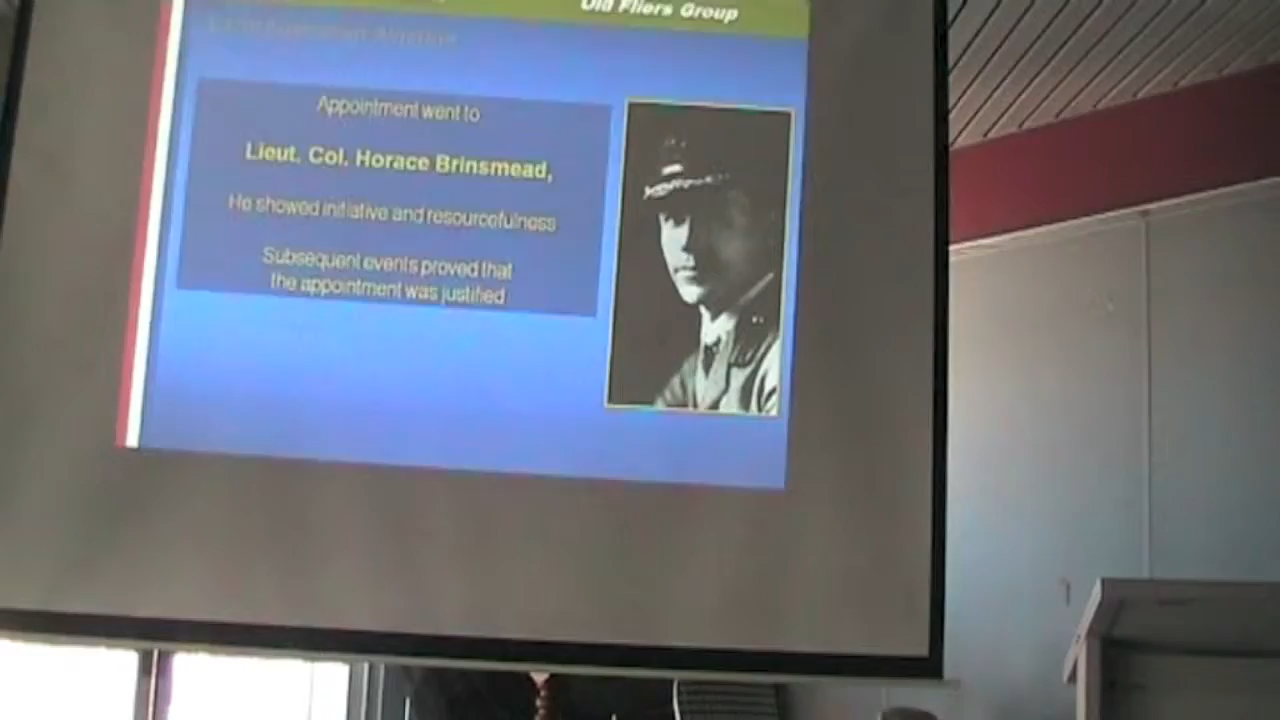 Old Fliers Group
Appointment went to
Lieut. Col. Horace Brinsmead,
He showed initiative and resourcefulness
Subsequent events proved that
the appointment was justified